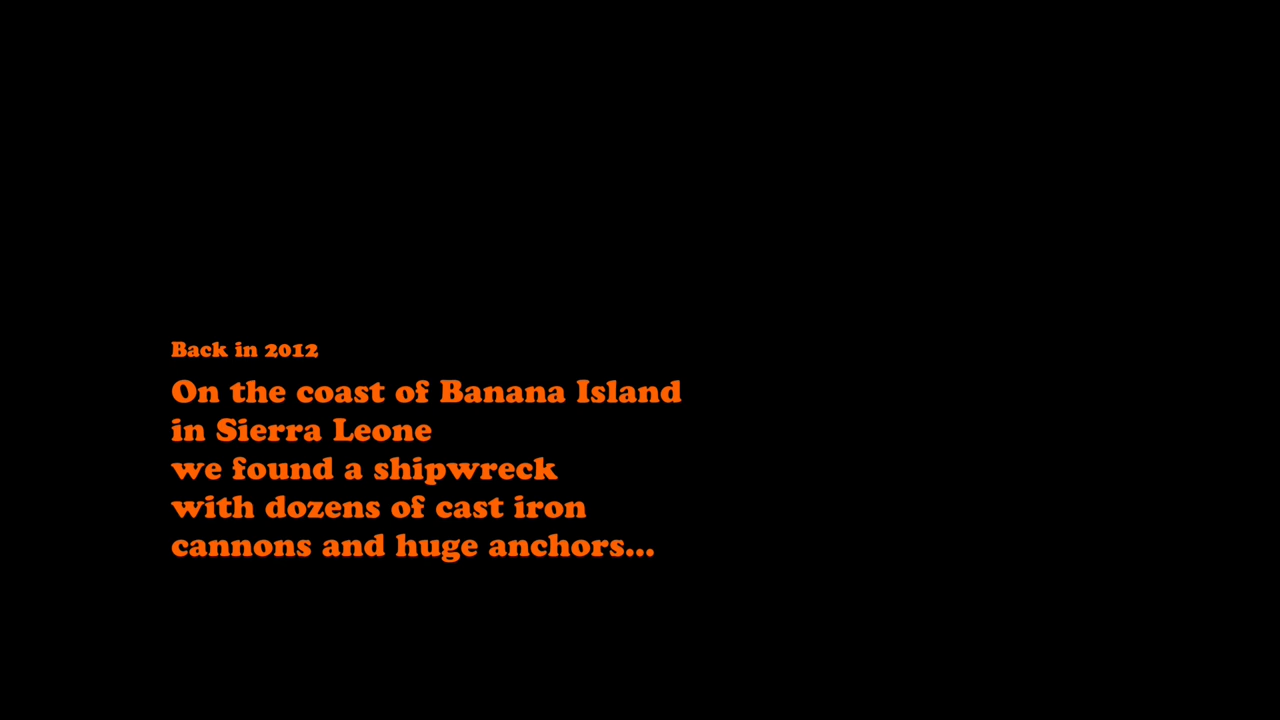 Back in 2012
On the coast of Banana Island
in Sierra Leone
we found a shipwreck
with dozens of cast iron
cannons and huge anchors...